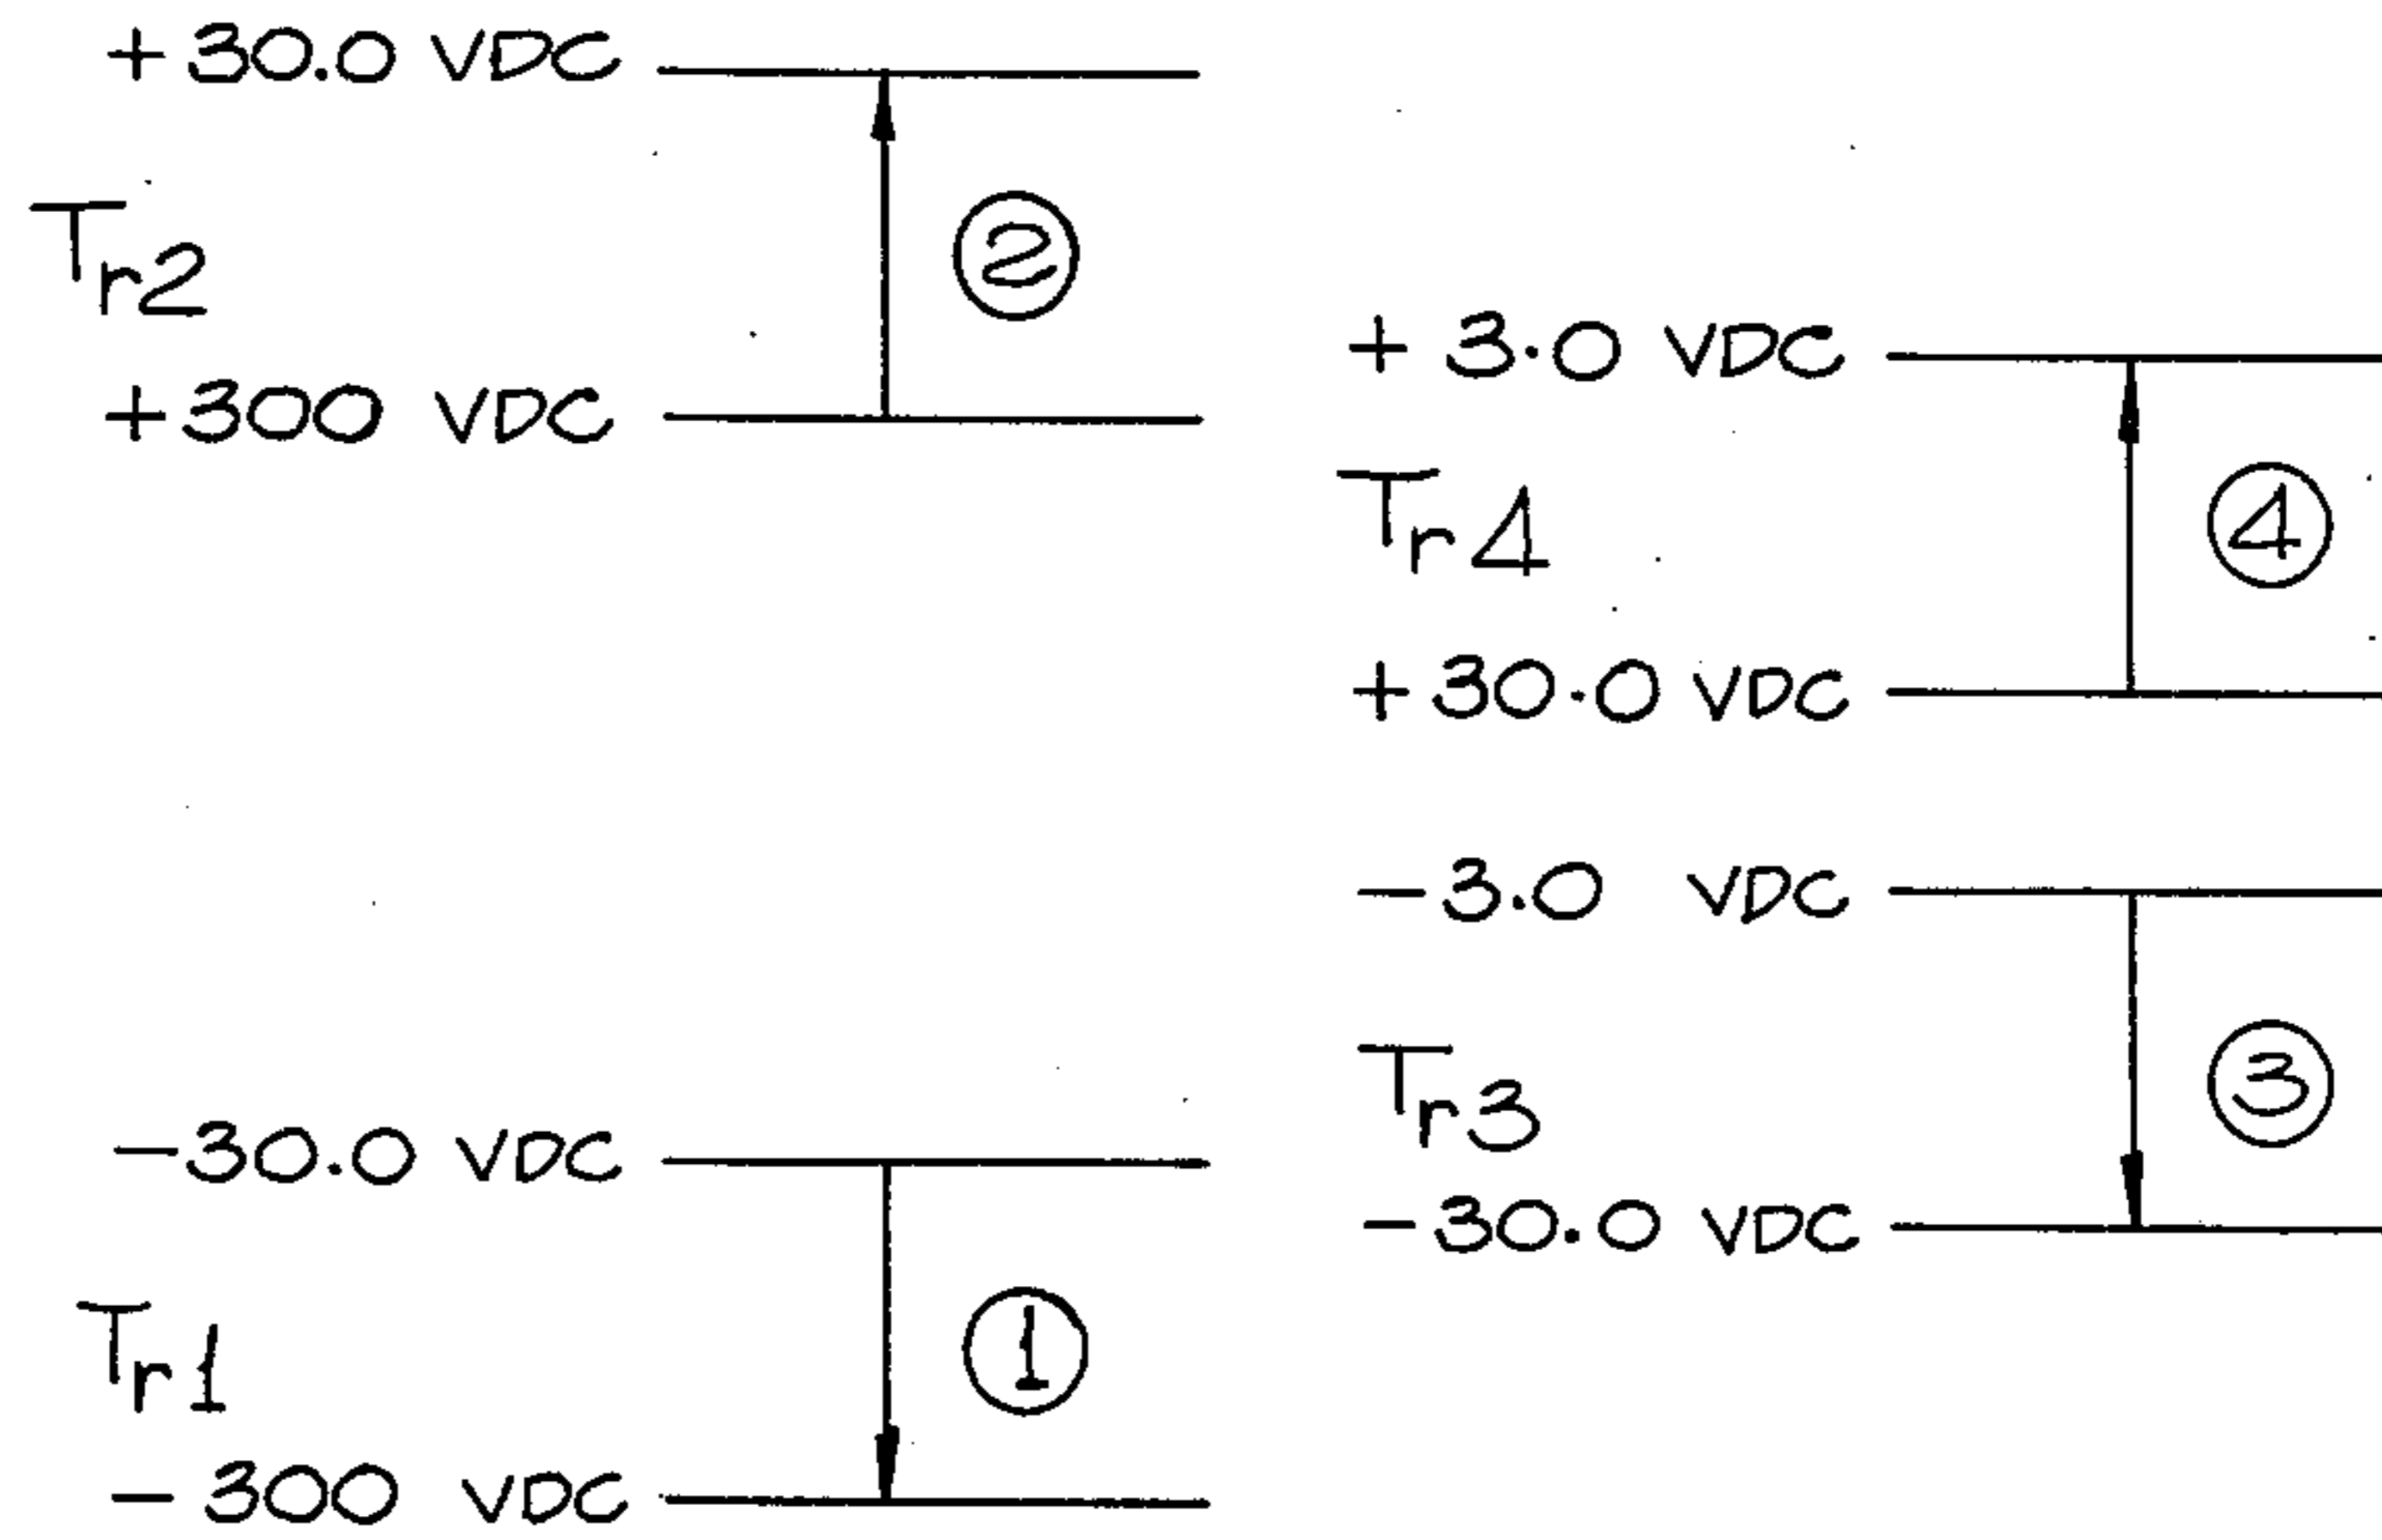 +30.0 VDC
Tr2
②
+300 VDC
+3.0 VDC
Tr4
④
+30.0 VDC
-3.0 VDC
Tr3
③
-30.0 VDC
-30.0 VDC
Tr1
①
-300 VDC